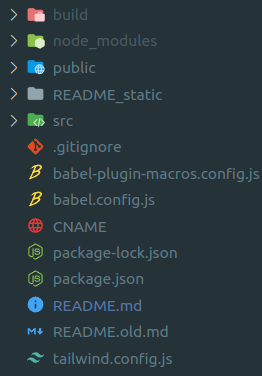 build
node_modules
public
README_static
src
.gitignore
babel-plugin-macros.config.js
babel.config.js
CNAME
package-lock.json
package.json
README.md
README.old.md
tailwind.config.js